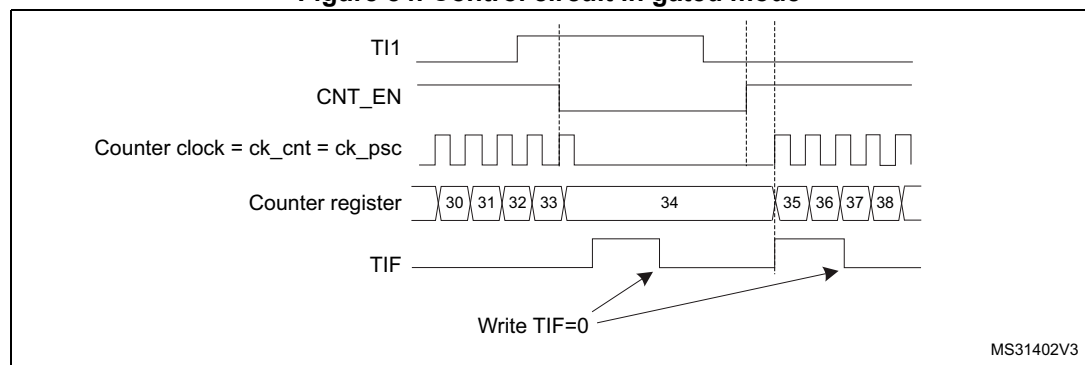 Figure 84. Control circuit in gated mode
TI1
CNT_EN
Counter clock = ck_cnt = ck_psc
Counter register
30 31 32 33 34 35 36 37 38
TIF
Write TIF=0
MS31402V3